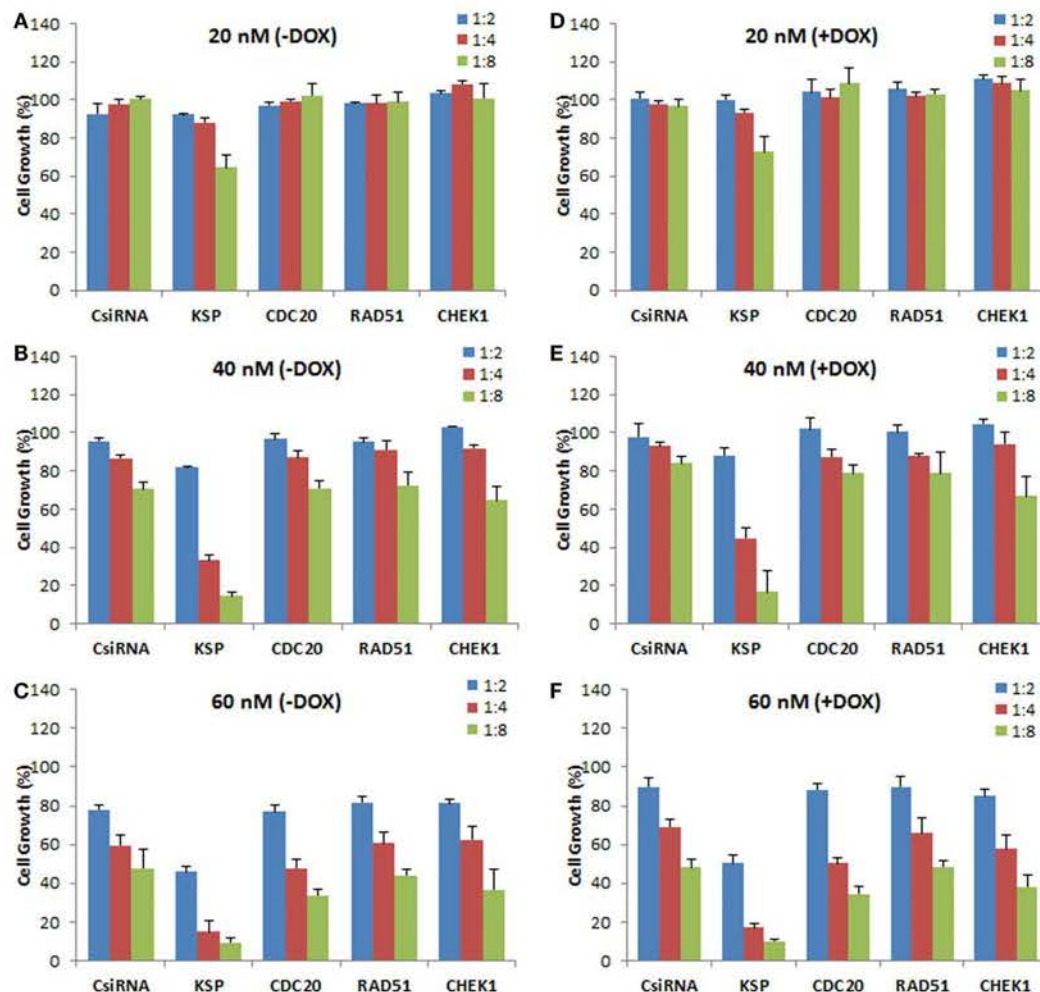 A
20 nM (-DOX)
1:2
1:4
1:8
Cell Growth (%)
140
120
100
80
60
40
20
0
CsiRNA KSP CDC20 RAD51 CHEK1
D
20 nM (+DOX)
1:2
1:4
1:8
Cell Growth (%)
140
120
100
80
60
40
20
0
CsiRNA KSP CDC20 RAD51 CHEK1
B
40 nM (-DOX)
1:2
1:4
1:8
Cell Growth (%)
140
120
100
80
60
40
20
0
CsiRNA KSP CDC20 RAD51 CHEK1
E
40 nM (+DOX)
1:2
1:4
1:8
Cell Growth (%)
140
120
100
80
60
40
20
0
CsiRNA KSP CDC20 RAD51 CHEK1
C
60 nM (-DOX)
1:2
1:4
1:8
Cell Growth (%)
140
120
100
80
60
40
20
0
CsiRNA KSP CDC20 RAD51 CHEK1
F
60 nM (+DOX)
1:2
1:4
1:8
Cell Growth (%)
140
120
100
80
60
40
20
0
CsiRNA KSP CDC20 RAD51 CHEK1